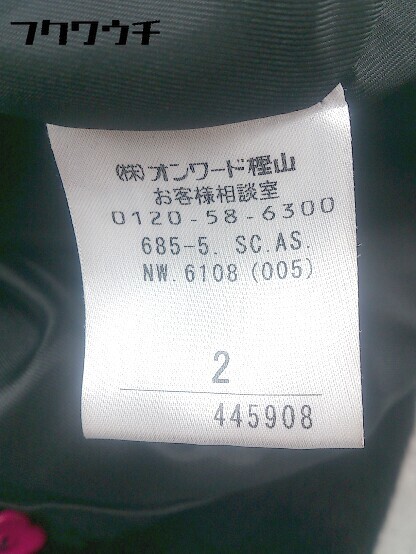 フクワウチ
(株)オンワード樫山
お客様相談室
0120-58-6300
685-5. SC.AS.
NW.6108(005)
2
445908